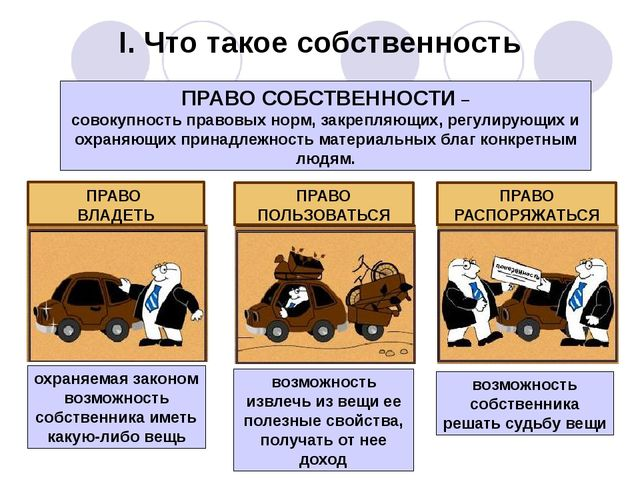 I. Что такое собственность
ПРАВО СОБСТВЕННОСТИ –
совокупность правовых норм, закрепляющих, регулирующих и
охраняющих принадлежность материальных благ конкретным
людям.
ПРАВО
ВЛАДЕТЬ
ПРАВО
ПОЛЬЗОВАТЬСЯ
ПРАВО
РАСПОРЯЖАТЬСЯ
доверенность
охраняемая законом
возможность
собственника иметь
какую-либо вещь
возможность
извлечь из вещи ее
полезные свойства,
получать от нее
доход
возможность
собственника
решать судьбу вещи